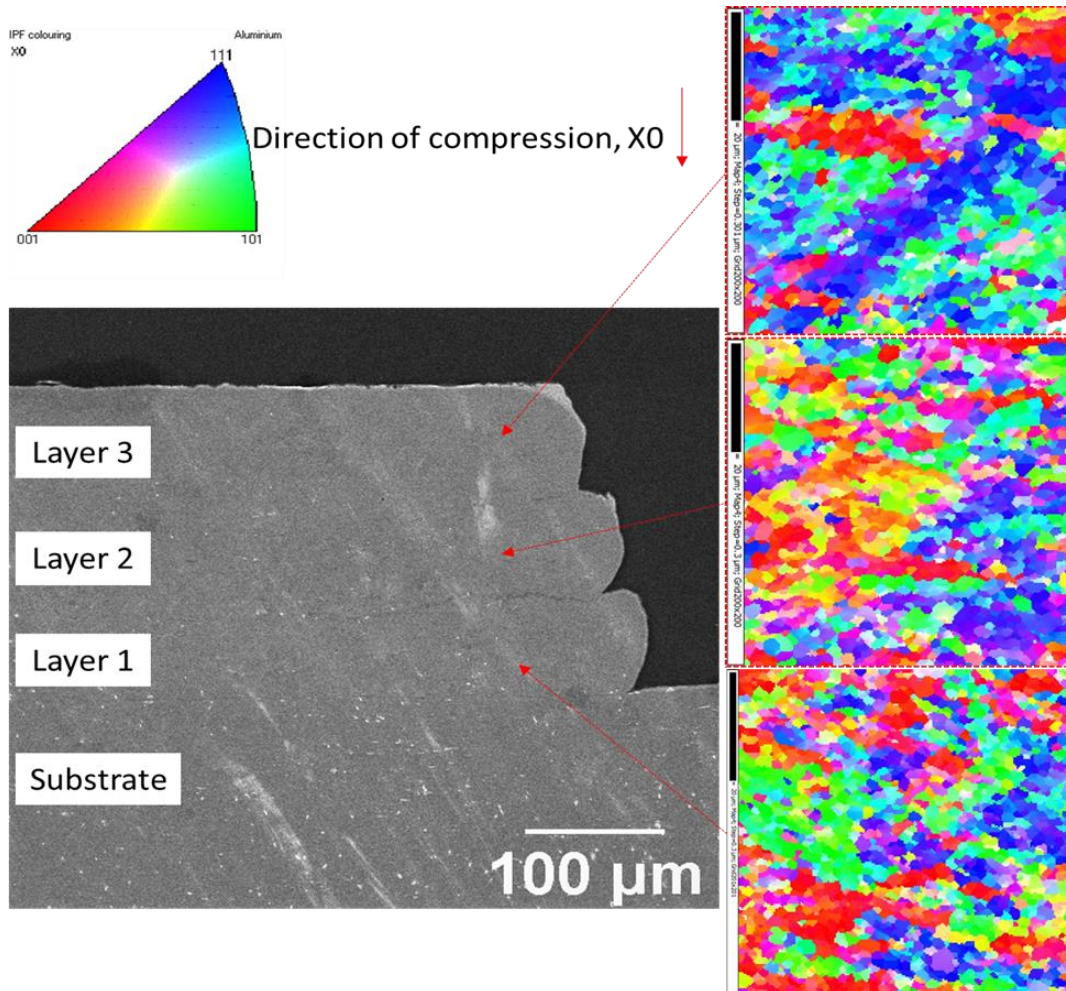 IPF colouring
Aluminium
X0
111
001
101
Direction of compression, X0
Layer 3
Layer 2
Layer 1
Substrate
100 µm
= 20 µm; Map4; Step=0.301 µm; Grid200x200
= 20 µm; Map4; Step=0.3 µm; Grid200x200